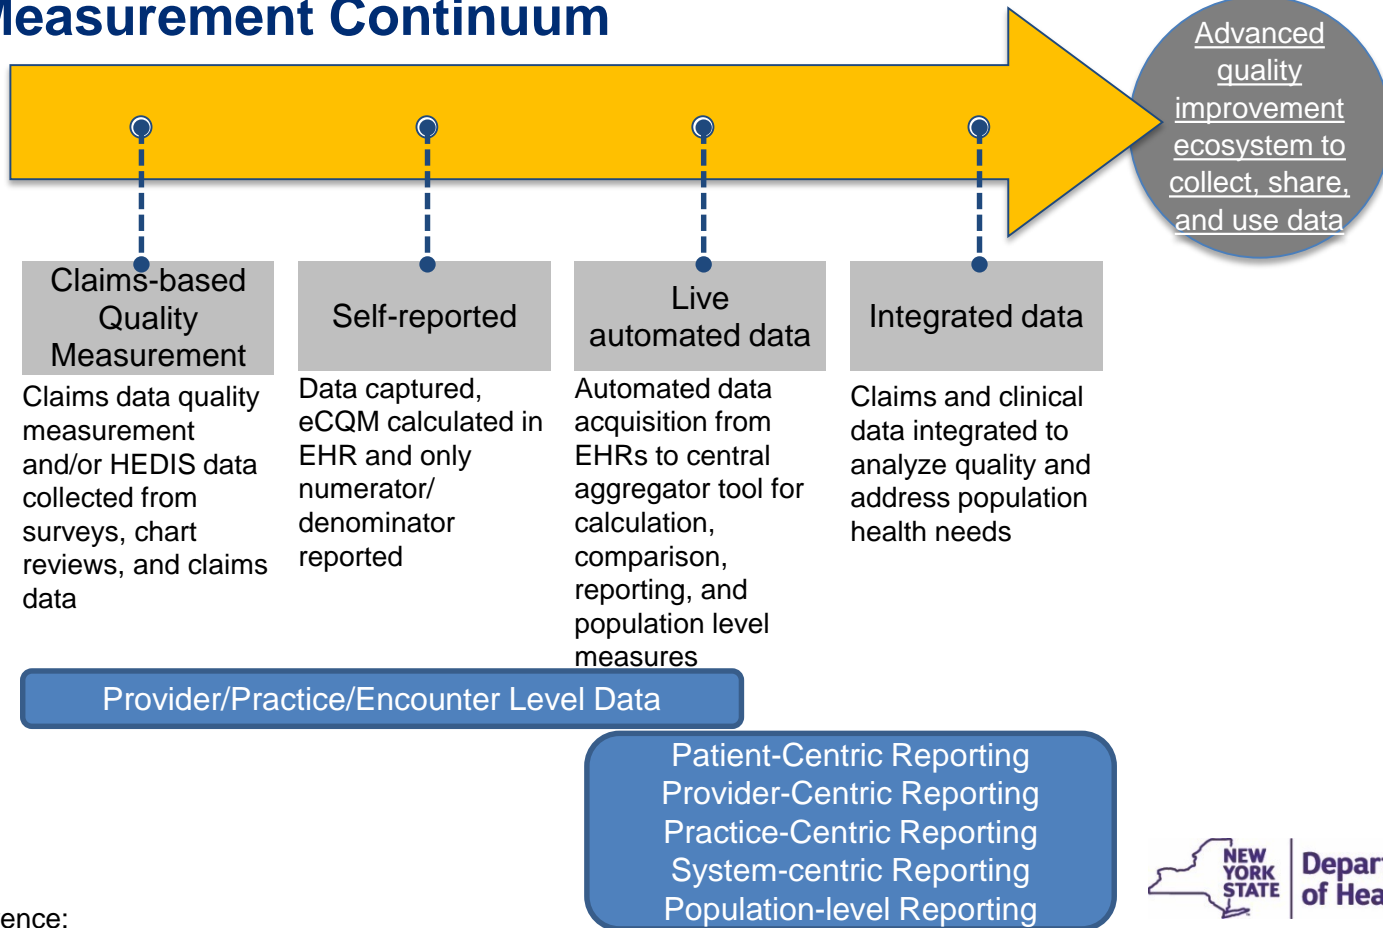 Measurement Continuum
Advanced
quality
improvement
ecosystem to
collect, share,
and use data
Claims-based
Quality
Measurement
Claims data quality
measurement
and/or HEDIS data
collected from
surveys, chart
reviews, and claims
data
Self-reported
Data captured,
eCQM calculated in
EHR and only
numerator/
denominator
reported
Live
automated data
Automated data
acquisition from
EHRs to central
aggregator tool for
calculation,
comparison,
reporting, and
population level
measures
Integrated data
Claims and clinical
data integrated to
analyze quality and
address population
health needs
Provider/Practice/Encounter Level Data
Patient-Centric Reporting
Provider-Centric Reporting
Practice-Centric Reporting
System-centric Reporting
Population-level Reporting
NEW
YORK
STATE
Depar
of Hea
ence: